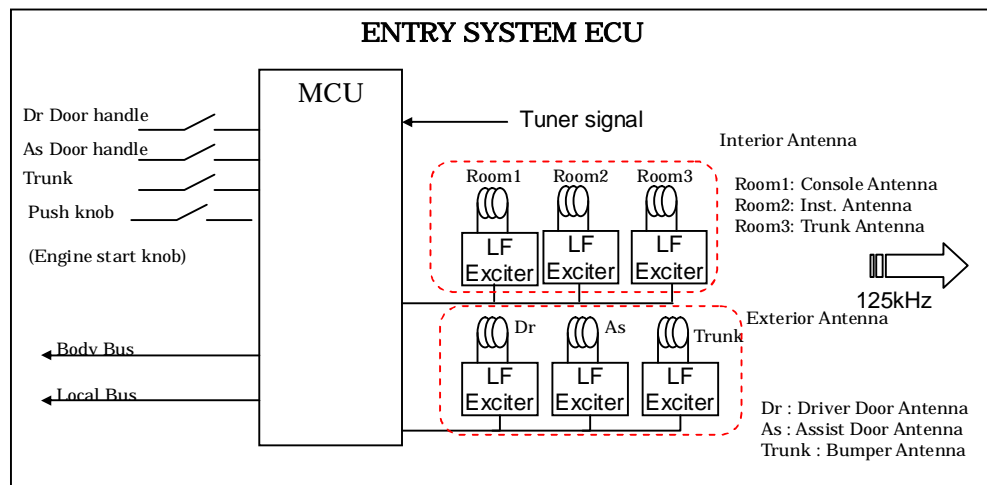 ENTRY SYSTEM ECU
MCU
Dr Door handle
As Door handle
Trunk
Push knob
(Engine start knob)
Body Bus
Local Bus
Tuner signal
Interior Antenna
Room1
Room2
Room3
LF
Exciter
LF
Exciter
LF
Exciter
Room1: Console Antenna
Room2: Inst. Antenna
Room3: Trunk Antenna
125kHz
Exterior Antenna
Dr
As
Trunk
LF
Exciter
LF
Exciter
LF
Exciter
Dr : Driver Door Antenna
As : Assist Door Antenna
Trunk : Bumper Antenna